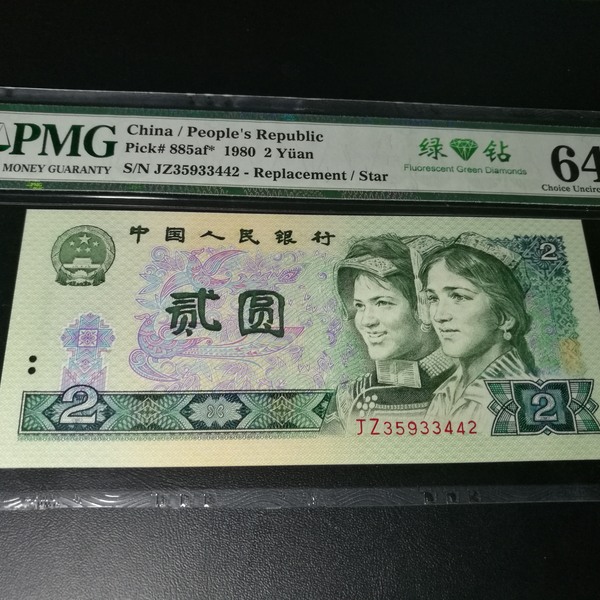 PMG
MONEY GUARANTY
China / People's Republic
Pick# 885af* 1980 2 Yüan
S/N JZ35933442 - Replacement / Star
绿 钻
Fluorescent Green Diamonds
64
Choice Uncirc
中国人民银行
2
贰圆
2
2
JZ35933442